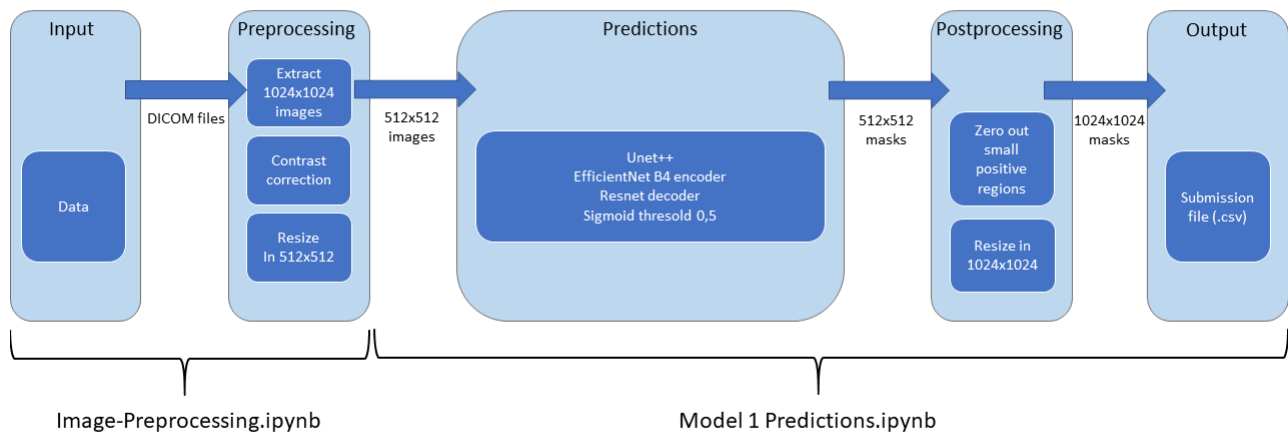 Input
Data
DICOM files
Preprocessing
Extract
1024x1024
images
Contrast
correction
Resize
In 512x512
512x512
images
Predictions
Unet++
EfficientNet B4 encoder
Resnet decoder
Sigmoid thresold 0,5
512x512
masks
Postprocessing
Zero out
small
positive
regions
Resize in
1024x1024
1024x1024
masks
Output
Submission
file (.csv)
Image-Preprocessing.ipynb
Model 1 Predictions.ipynb